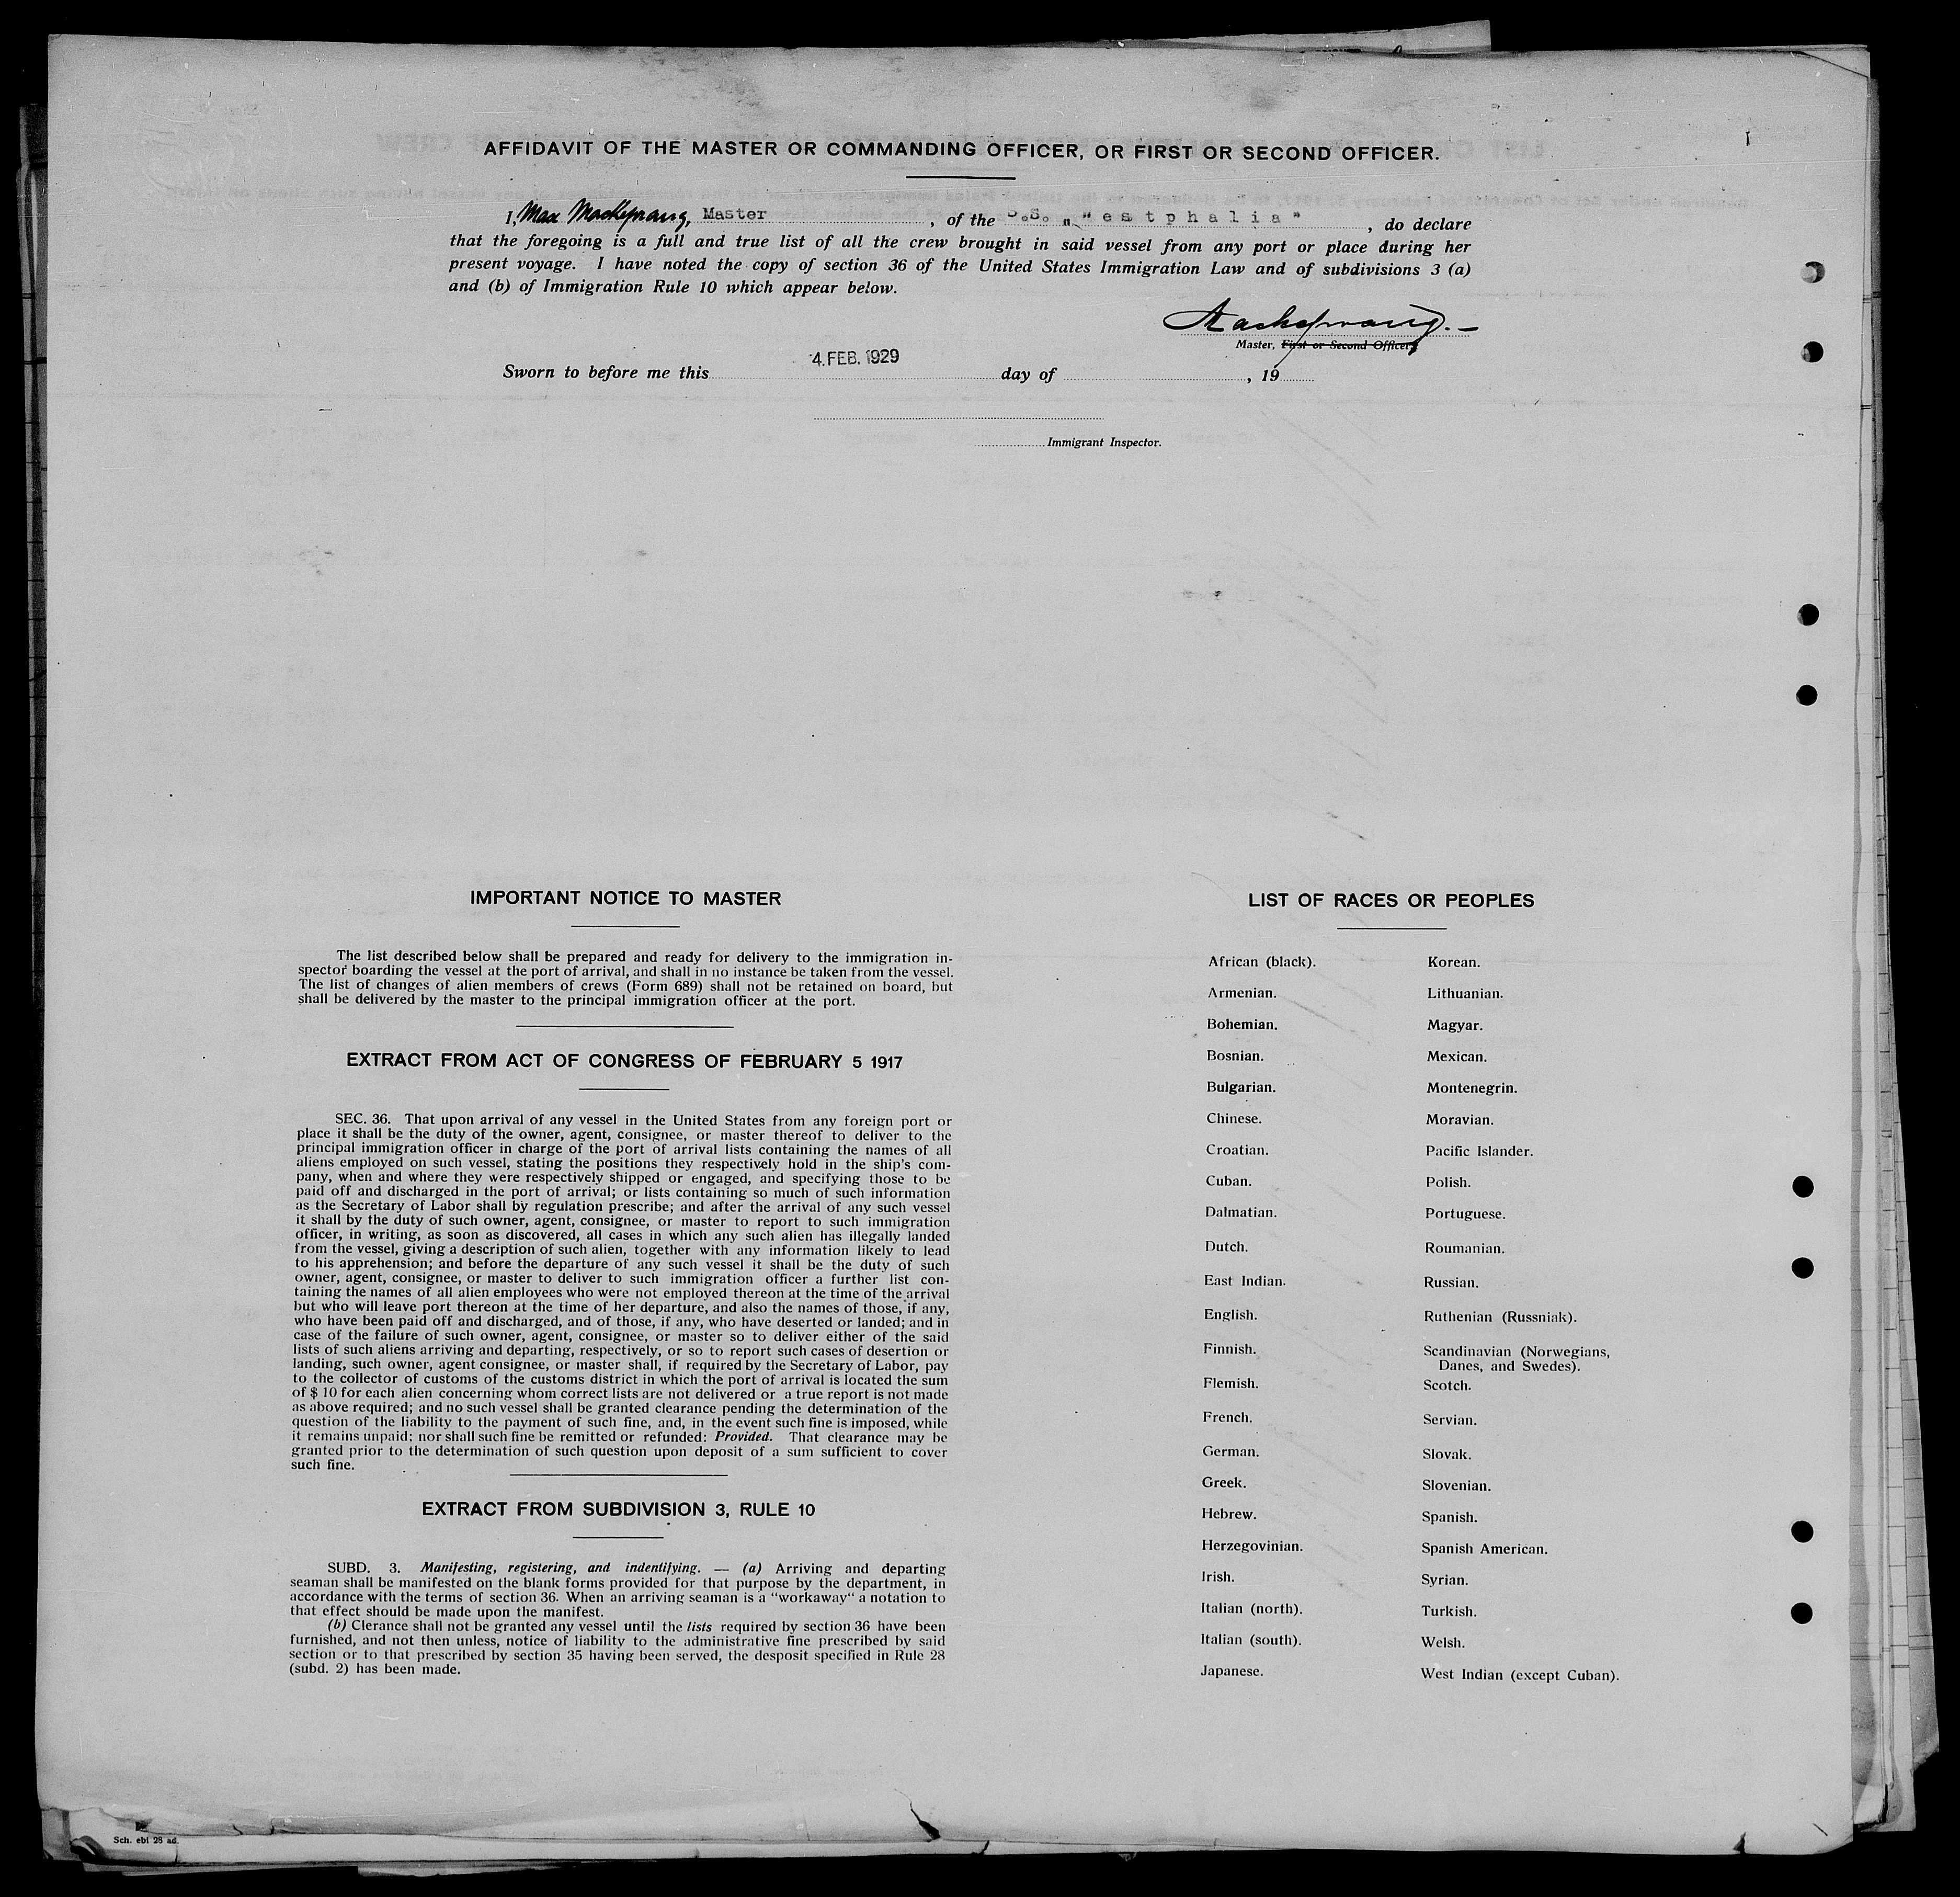 AFFIDAVIT OF THE MASTER OR COMMANDING OFFICER, OR FIRST OR SECOND OFFICER.
I, Max Mackeprang, Master, of the S.S. "Westphalia", do declare
that the foregoing is a full and true list of all the crew brought in said vessel from any port or place during her
present voyage. I have noted the copy of section 36 of the United States Immigration Law and of subdivisions 3 (a)
and (b) of Immigration Rule 10 which appear below.
Mackeprang.
Master, First or Second Officer.
4. FEB. 1929
Sworn to before me this day of , 19
Immigrant Inspector.
IMPORTANT NOTICE TO MASTER
The list described below shall be prepared and ready for delivery to the immigration in-
spector boarding the vessel at the port of arrival, and shall in no instance be taken from the vessel.
The list of changes of alien members of crews (Form 689) shall not be retained on board, but
shall be delivered by the master to the principal immigration officer at the port.
EXTRACT FROM ACT OF CONGRESS OF FEBRUARY 5 1917
SEC. 36. That upon arrival of any vessel in the United States from any foreign port or
place it shall be the duty of the owner, agent, consignee, or master thereof to deliver to the
principal immigration officer in charge of the port of arrival lists containing the names of all
aliens employed on such vessel, stating the positions they respectively hold in the ship's com-
pany, when and where they were respectively shipped or engaged, and specifying those to be
paid off and discharged in the port of arrival; or lists containing so much of such information
as the Secretary of Labor shall by regulation prescribe; and after the arrival of any such vessel
it shall by the duty of such owner, agent, consignee, or master to report to such immigration
officer, in writing, as soon as discovered, all cases in which any such alien has illegally landed
from the vessel, giving a description of such alien, together with any information likely to lead
to his apprehension; and before the departure of any such vessel it shall be the duty of such
owner, agent, consignee, or master to deliver to such immigration officer a further list con-
taining the names of all alien employees who were not employed thereon at the time of the arrival
but who will leave port thereon at the time of her departure, and also the names of those, if any,
who have been paid off and discharged, and of those, if any, who have deserted or landed; and in
case of the failure of such owner, agent, consignee, or master so to deliver either of the said
lists of such aliens arriving and departing, respectively, or so to report such cases of desertion or
landing, such owner, agent consignee, or master shall, if required by the Secretary of Labor, pay
to the collector of customs of the customs district in which the port of arrival is located the sum
of $ 10 for each alien concerning whom correct lists are not delivered or a true report is not made
as above required; and no such vessel shall be granted clearance pending the determination of the
question of the liability to the payment of such fine, and, in the event such fine is imposed, while
it remains unpaid; nor shall such fine be remitted or refunded: Provided. That clearance may be
granted prior to the determination of such question upon deposit of a sum sufficient to cover
such fine.
EXTRACT FROM SUBDIVISION 3, RULE 10
SUBD. 3. Manifesting, registering, and indentifying. — (a) Arriving and departing
seaman shall be manifested on the blank forms provided for that purpose by the department, in
accordance with the terms of section 36. When an arriving seaman is a "workaway" a notation to
that effect should be made upon the manifest.
(b) Clerance shall not be granted any vessel until the lists required by section 36 have been
furnished, and not then unless, notice of liability to the administrative fine prescribed by said
section or to that prescribed by section 35 having been served, the desposit specified in Rule 28
(subd. 2) has been made.
LIST OF RACES OR PEOPLES
African (black). Korean.
Armenian. Lithuanian.
Bohemian. Magyar.
Bosnian. Mexican.
Bulgarian. Montenegrin.
Chinese. Moravian.
Croatian. Pacific Islander.
Cuban. Polish.
Dalmatian. Portuguese.
Dutch. Roumanian.
East Indian. Russian.
English. Ruthenian (Russniak).
Finnish. Scandinavian (Norwegians,
Danes, and Swedes).
Flemish. Scotch.
French. Servian.
German. Slovak.
Greek. Slovenian.
Hebrew. Spanish.
Herzegovinian. Spanish American.
Irish. Syrian.
Italian (north). Turkish.
Italian (south). Welsh.
Japanese. West Indian (except Cuban).
Sch. ebi 28 ad.